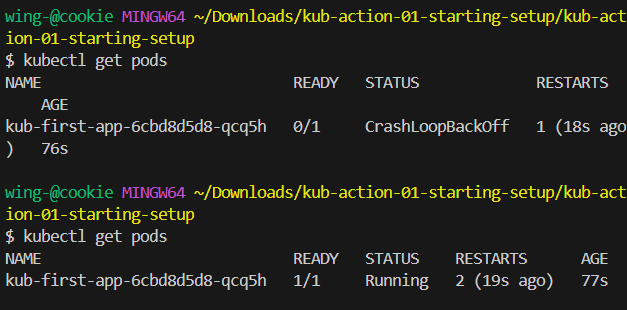 wing-@cookie MINGW64 ~/Downloads/kub-action-01-starting-setup/kub-act
ion-01-starting-setup
$ kubectl get pods
NAME                             READY   STATUS             RESTARTS
    AGE
kub-first-app-6cbd8d5d8-qcq5h   0/1     CrashLoopBackOff   1 (18s ago
)   76s
wing-@cookie MINGW64 ~/Downloads/kub-action-01-starting-setup/kub-act
ion-01-starting-setup
$ kubectl get pods
NAME                             READY   STATUS    RESTARTS      AGE
kub-first-app-6cbd8d5d8-qcq5h   1/1     Running   2 (19s ago)   77s